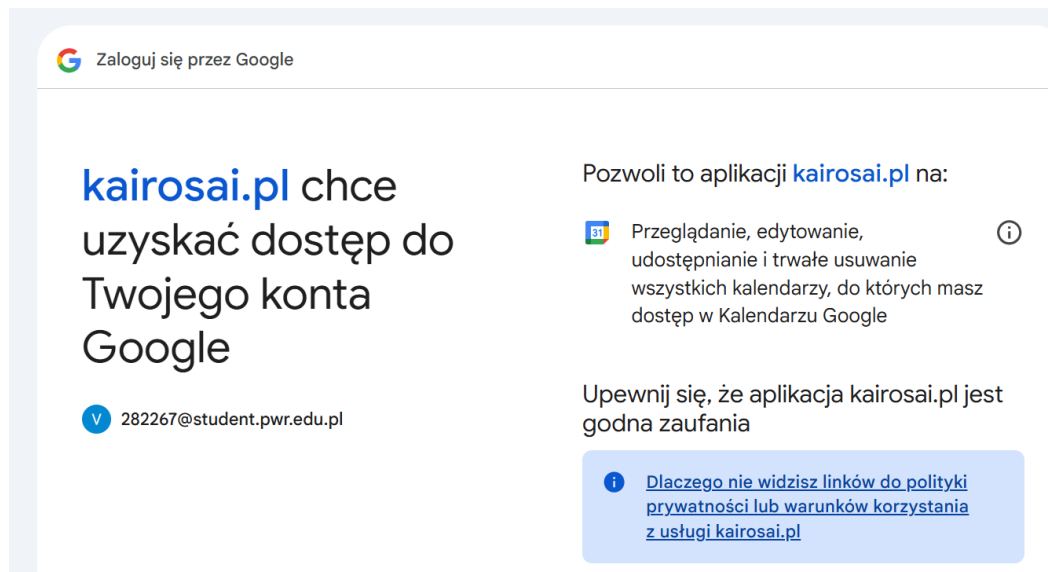 Zaloguj się przez Google
kairosai.pl chce
uzyskać dostęp do
Twojego konta
Google
V 282267@student.pwr.edu.pl
Pozwoli to aplikacji kairosai.pl na:
31
Przeglądanie, edytowanie,
udostępnianie i trwałe usuwanie
wszystkich kalendarzy, do których masz
dostęp w Kalendarzu Google
Upewnij się, że aplikacja kairosai.pl jest
godna zaufania
Dlaczego nie widzisz linków do polityki
prywatności lub warunków korzystania
z usługi kairosai.pl